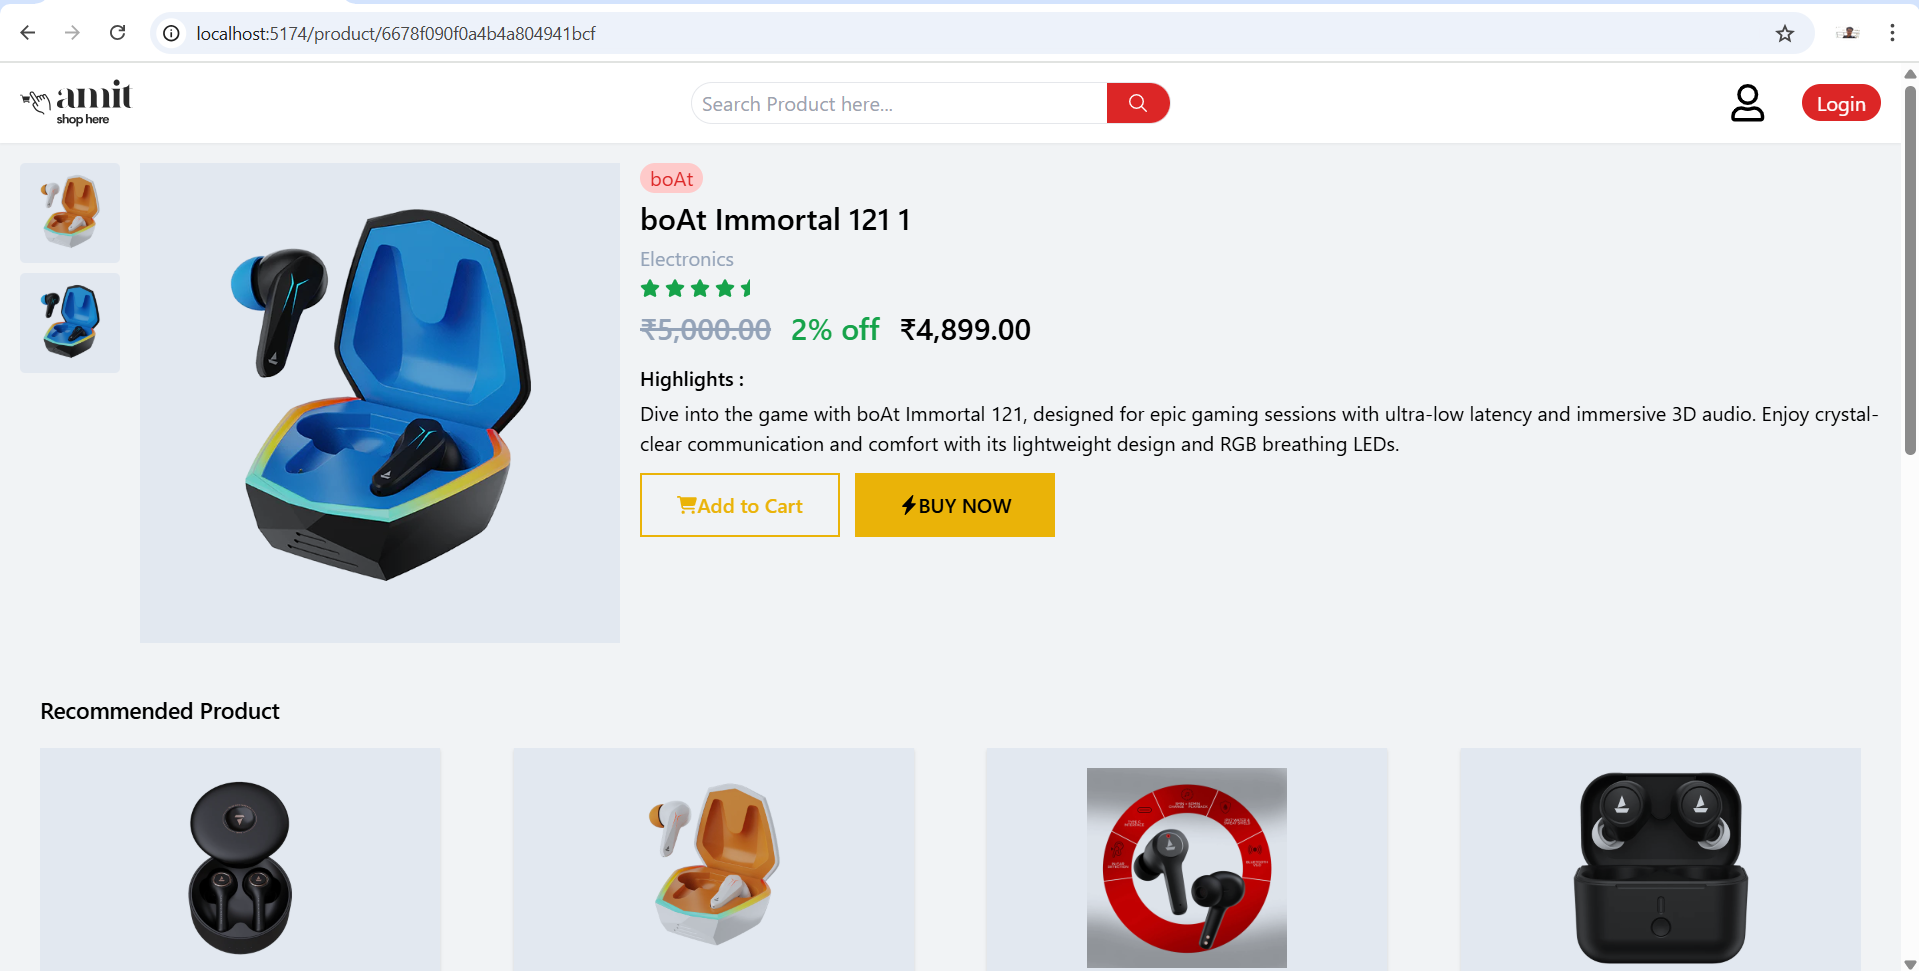 localhost:5174/product/6678f090f0a4b4a804941bcf
amit
shop here
Search Product here...
Login
boAt
boAt Immortal 121 1
Electronics
₹5,000.00 2% off ₹4,899.00
Highlights :
Dive into the game with boAt Immortal 121, designed for epic gaming sessions with ultra-low latency and immersive 3D audio. Enjoy crystal-
clear communication and comfort with its lightweight design and RGB breathing LEDs.
Add to Cart
BUY NOW
Recommended Product